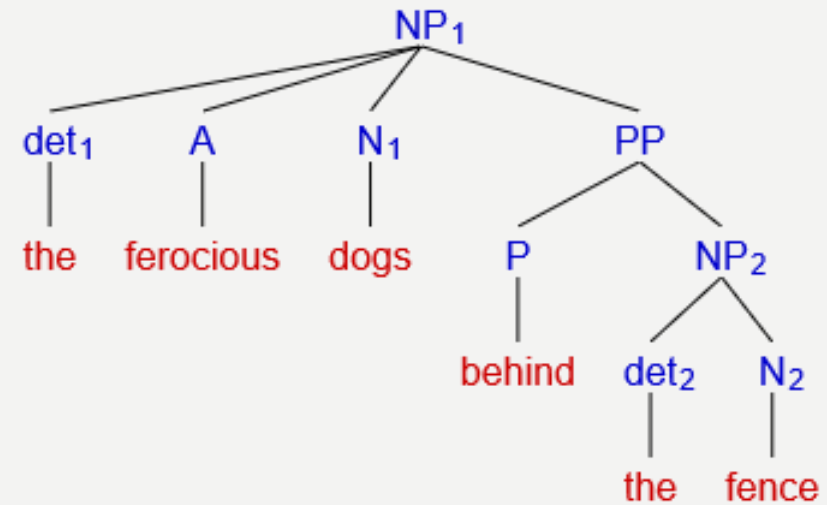 NP₁
det₁ A N₁ PP
the ferocious dogs P NP₂
behind det₂ N₂
the fence